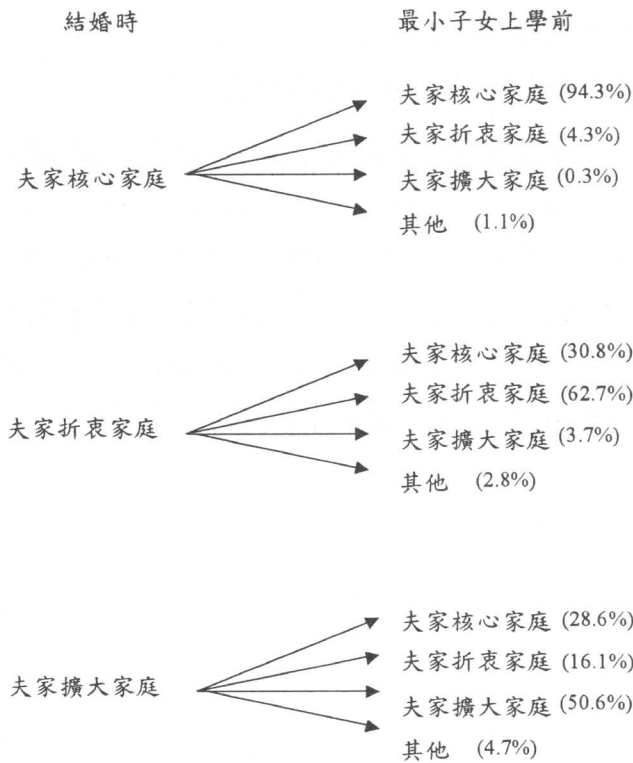 結婚時 最小子女上學前
夫家核心家庭 (94.3%)
夫家折衷家庭 (4.3%)
夫家核心家庭
夫家擴大家庭 (0.3%)
其他 (1.1%)
夫家核心家庭 (30.8%)
夫家折衷家庭 (62.7%)
夫家折衷家庭
夫家擴大家庭 (3.7%)
其他 (2.8%)
夫家核心家庭 (28.6%)
夫家折衷家庭 (16.1%)
夫家擴大家庭
夫家擴大家庭 (50.6%)
其他 (4.7%)